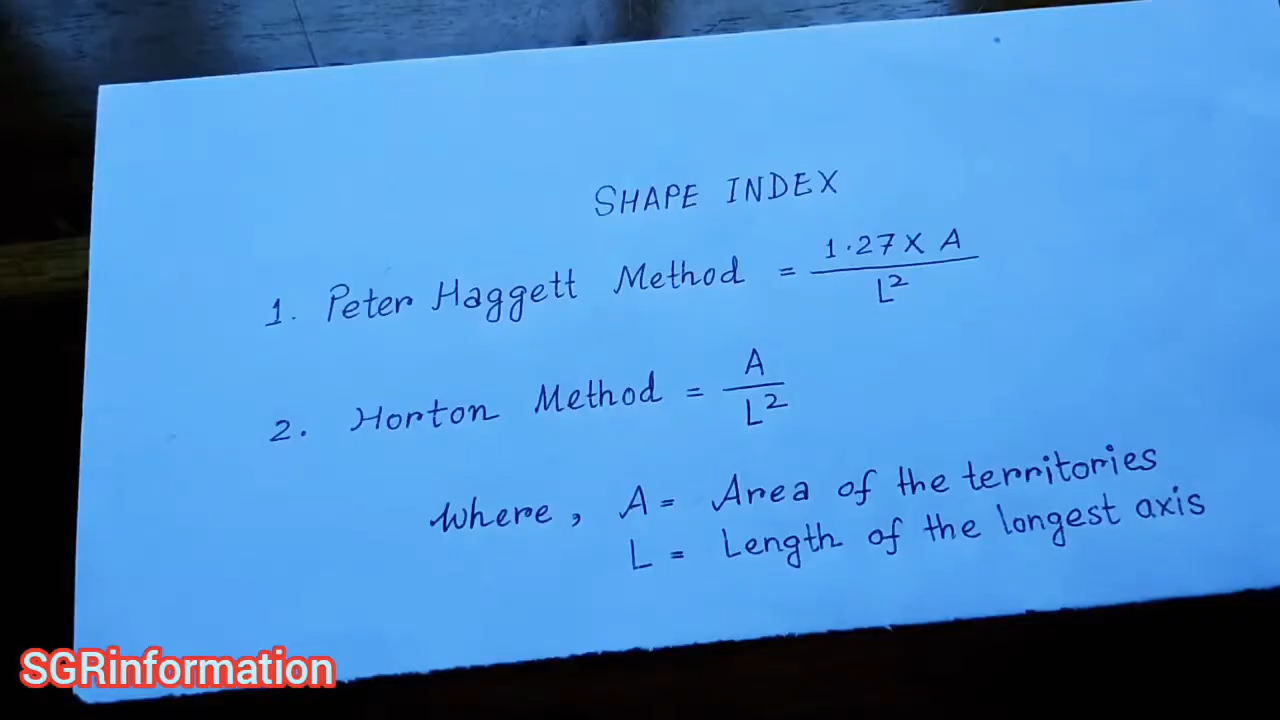 SHAPE INDEX
1. Peter Haggett Method = 1.27 X A / L²
2. Horton Method = A / L²
Where, A = Area of the territories
L = Length of the longest axis
SGRinformation